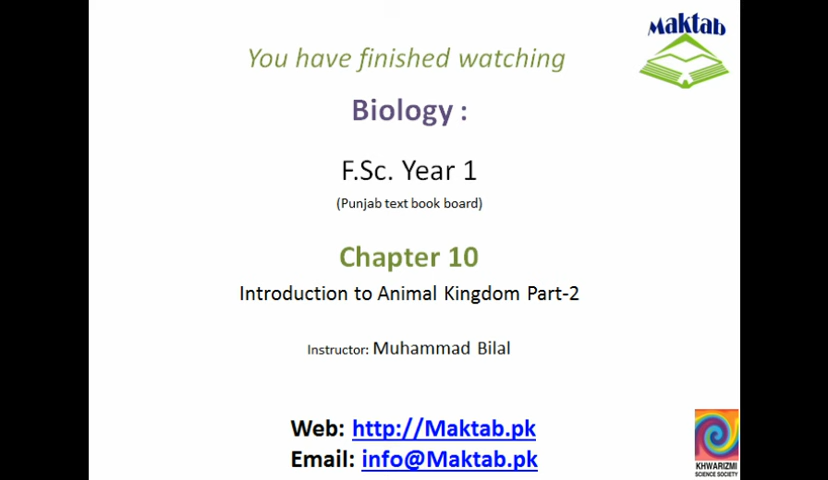 Maktab
You have finished watching
Biology :
F.Sc. Year 1
(Punjab text book board)
Chapter 10
Introduction to Animal Kingdom Part-2
Instructor: Muhammad Bilal
Web: http://Maktab.pk
Email: info@Maktab.pk
KHWARIZMI
SCIENCE SOCIETY